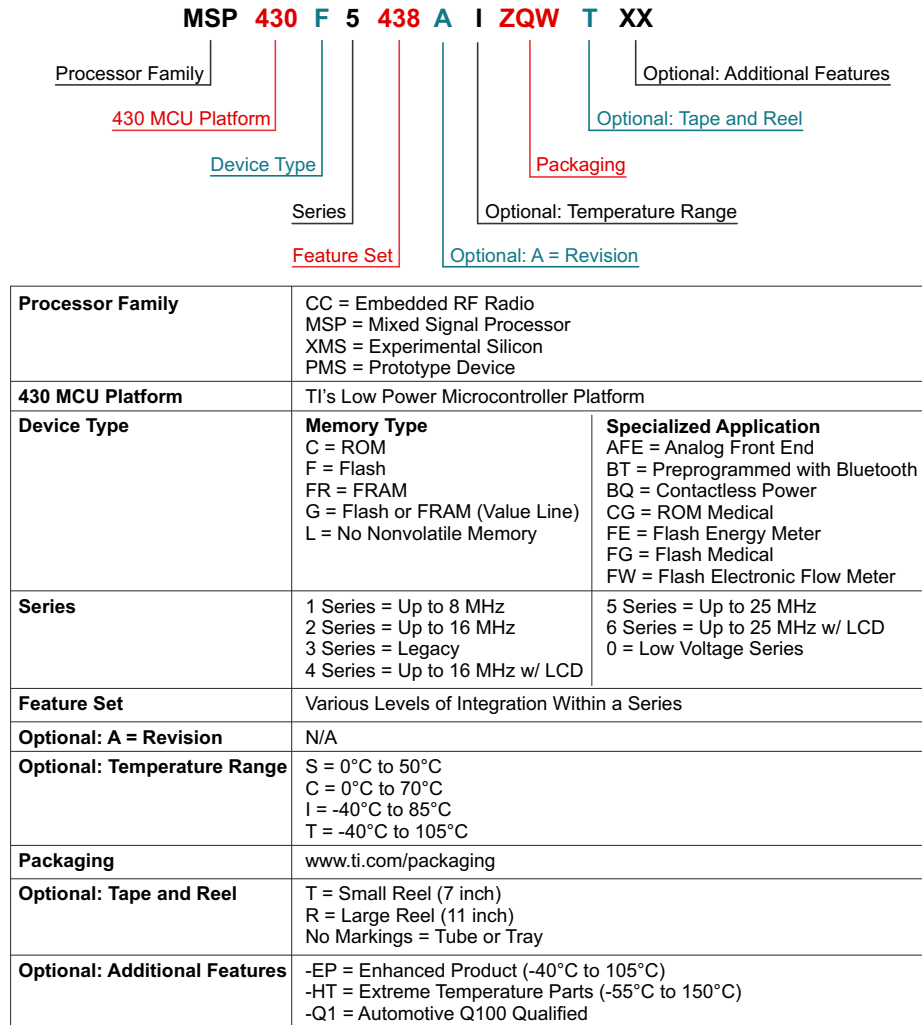 MSP 430 F 5 438 A I ZQW T XX
Processor Family
Optional: Additional Features
430 MCU Platform
Optional: Tape and Reel
Device Type
Packaging
Series
Optional: Temperature Range
Feature Set
Optional: A = Revision
Processor Family
CC = Embedded RF Radio
MSP = Mixed Signal Processor
XMS = Experimental Silicon
PMS = Prototype Device
430 MCU Platform
TI's Low Power Microcontroller Platform
Device Type
Memory Type
C = ROM
F = Flash
FR = FRAM
G = Flash or FRAM (Value Line)
L = No Nonvolatile Memory
Specialized Application
AFE = Analog Front End
BT = Preprogrammed with Bluetooth
BQ = Contactless Power
CG = ROM Medical
FE = Flash Energy Meter
FG = Flash Medical
FW = Flash Electronic Flow Meter
Series
1 Series = Up to 8 MHz
2 Series = Up to 16 MHz
3 Series = Legacy
4 Series = Up to 16 MHz w/ LCD
5 Series = Up to 25 MHz
6 Series = Up to 25 MHz w/ LCD
0 = Low Voltage Series
Feature Set
Various Levels of Integration Within a Series
Optional: A = Revision
N/A
Optional: Temperature Range
S = 0°C to 50°C
C = 0°C to 70°C
I = -40°C to 85°C
T = -40°C to 105°C
Packaging
www.ti.com/packaging
Optional: Tape and Reel
T = Small Reel (7 inch)
R = Large Reel (11 inch)
No Markings = Tube or Tray
Optional: Additional Features
-EP = Enhanced Product (-40°C to 105°C)
-HT = Extreme Temperature Parts (-55°C to 150°C)
-Q1 = Automotive Q100 Qualified